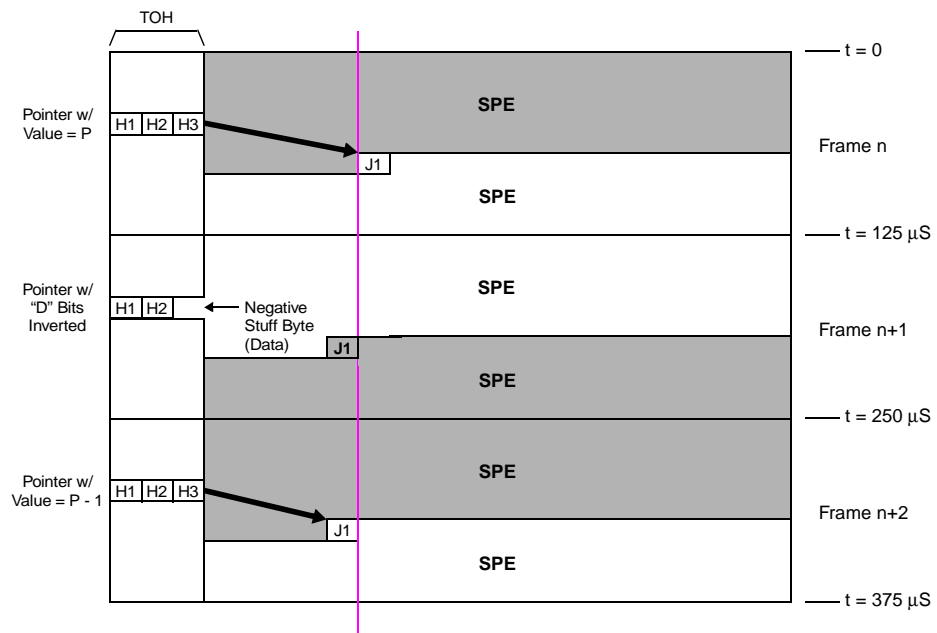 TOH
t = 0
SPE
Pointer w/
Value = P
H1 H2 H3
Frame n
J1
SPE
t = 125 µS
SPE
Pointer w/
“D” Bits
Inverted
H1 H2
Negative
Stuff Byte
(Data)
Frame n+1
J1
SPE
t = 250 µS
SPE
Pointer w/
Value = P - 1
H1 H2 H3
Frame n+2
J1
SPE
t = 375 µS